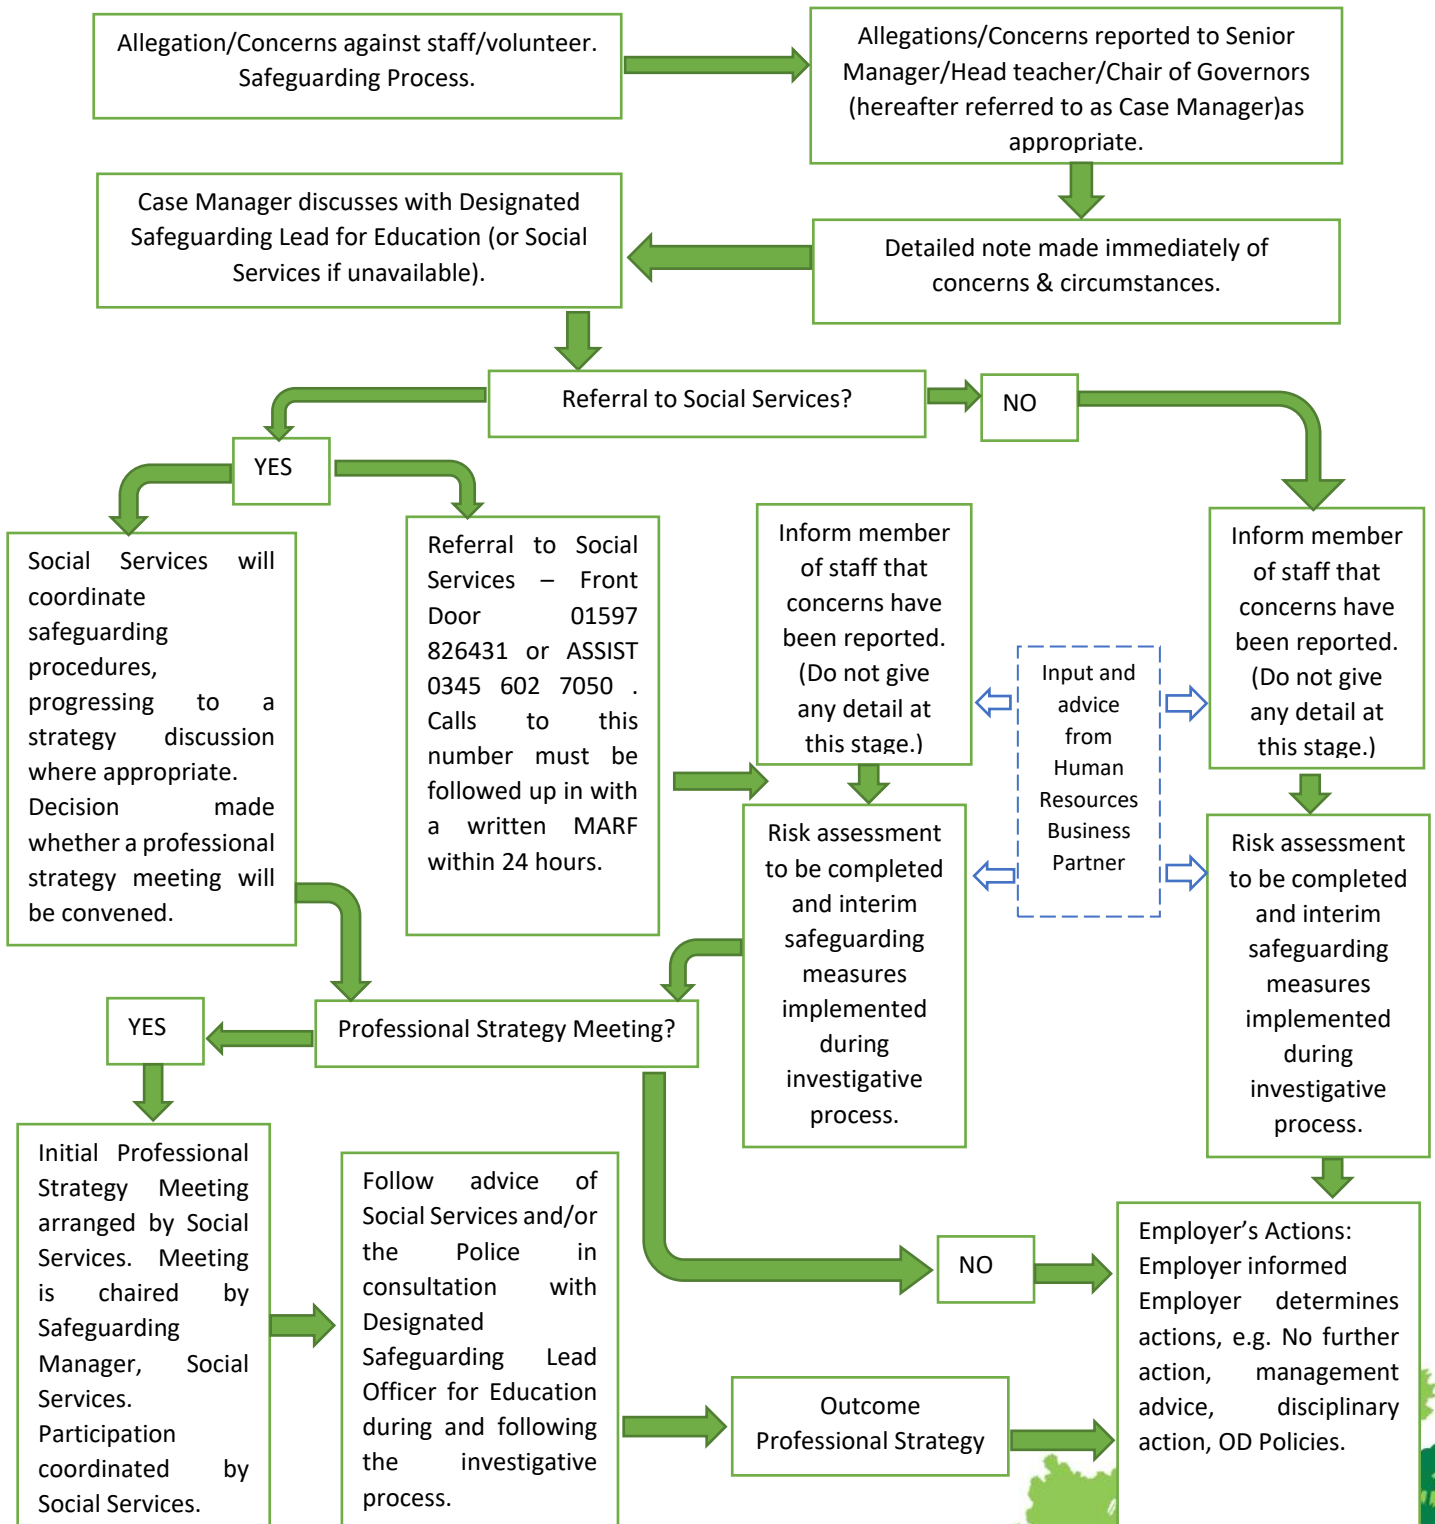 Allegation/Concerns against staff/volunteer.
Safeguarding Process.
Allegations/Concerns reported to Senior
Manager/Head teacher/Chair of Governors
(hereafter referred to as Case Manager)as
appropriate.
Case Manager discusses with Designated
Safeguarding Lead for Education (or Social
Services if unavailable).
Detailed note made immediately of
concerns & circumstances.
Referral to Social Services?
NO
YES
Social Services will
coordinate
safeguarding
procedures,
progressing to a
strategy discussion
where appropriate.
Decision made
whether a professional
strategy meeting will
be convened.
Referral to Social
Services – Front
Door 01597
826431 or ASSIST
0345 602 7050 .
Calls to this
number must be
followed up in with
a written MARF
within 24 hours.
Inform member
of staff that
concerns have
been reported.
(Do not give
any detail at
this stage.)
Input and
advice
from
Human
Resources
Business
Partner
Inform member
of staff that
concerns have
been reported.
(Do not give
any detail at
this stage.)
Risk assessment
to be completed
and interim
safeguarding
measures
implemented
during
investigative
process.
Risk assessment
to be completed
and interim
safeguarding
measures
implemented
during
investigative
process.
YES
Professional Strategy Meeting?
Initial Professional
Strategy Meeting
arranged by Social
Services. Meeting
is chaired by
Safeguarding
Manager, Social
Services.
Participation
coordinated by
Social Services.
Follow advice of
Social Services and/or
the Police in
consultation with
Designated
Safeguarding Lead
Officer for Education
during and following
the investigative
process.
NO
Outcome
Professional Strategy
Employer’s Actions:
Employer informed
Employer determines
actions, e.g. No further
action, management
advice, disciplinary
action, OD Policies.